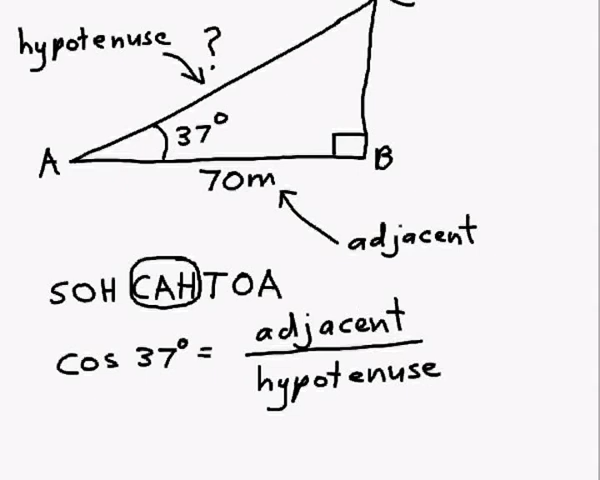 hypotenuse ?
37°
A
B
70m
adjacent
SOH CAH TOA
cos 37° = adjacent
hypotenuse